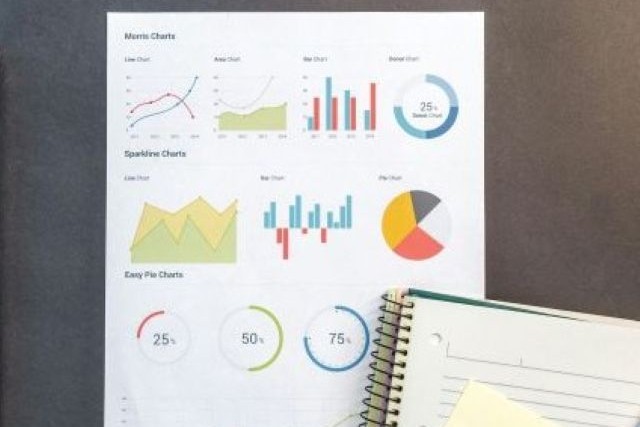 Morris Charts
Line Chart
Area Chart
Bar Chart
Donut Chart
25%
Donut Chart
Sparkline Charts
Line Chart
Bar Chart
Pie Chart
Easy Pie Charts
25%
50%
75%